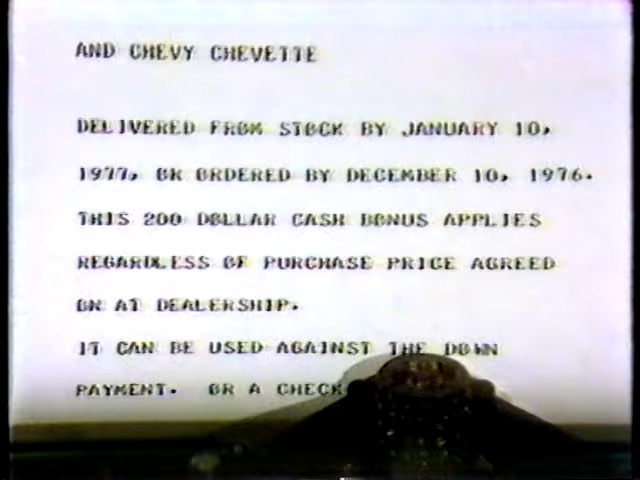 AND CHEVY CHEVETTE
DELIVERED FROM STOCK BY JANUARY 10,
1977, OR ORDERED BY DECEMBER 10, 1976.
THIS 200 DOLLAR CASH BONUS APPLIES
REGARDLESS OF PURCHASE PRICE AGREED
ON AT DEALERSHIP.
IT CAN BE USED AGAINST THE DOWN
PAYMENT. OR A CHECK